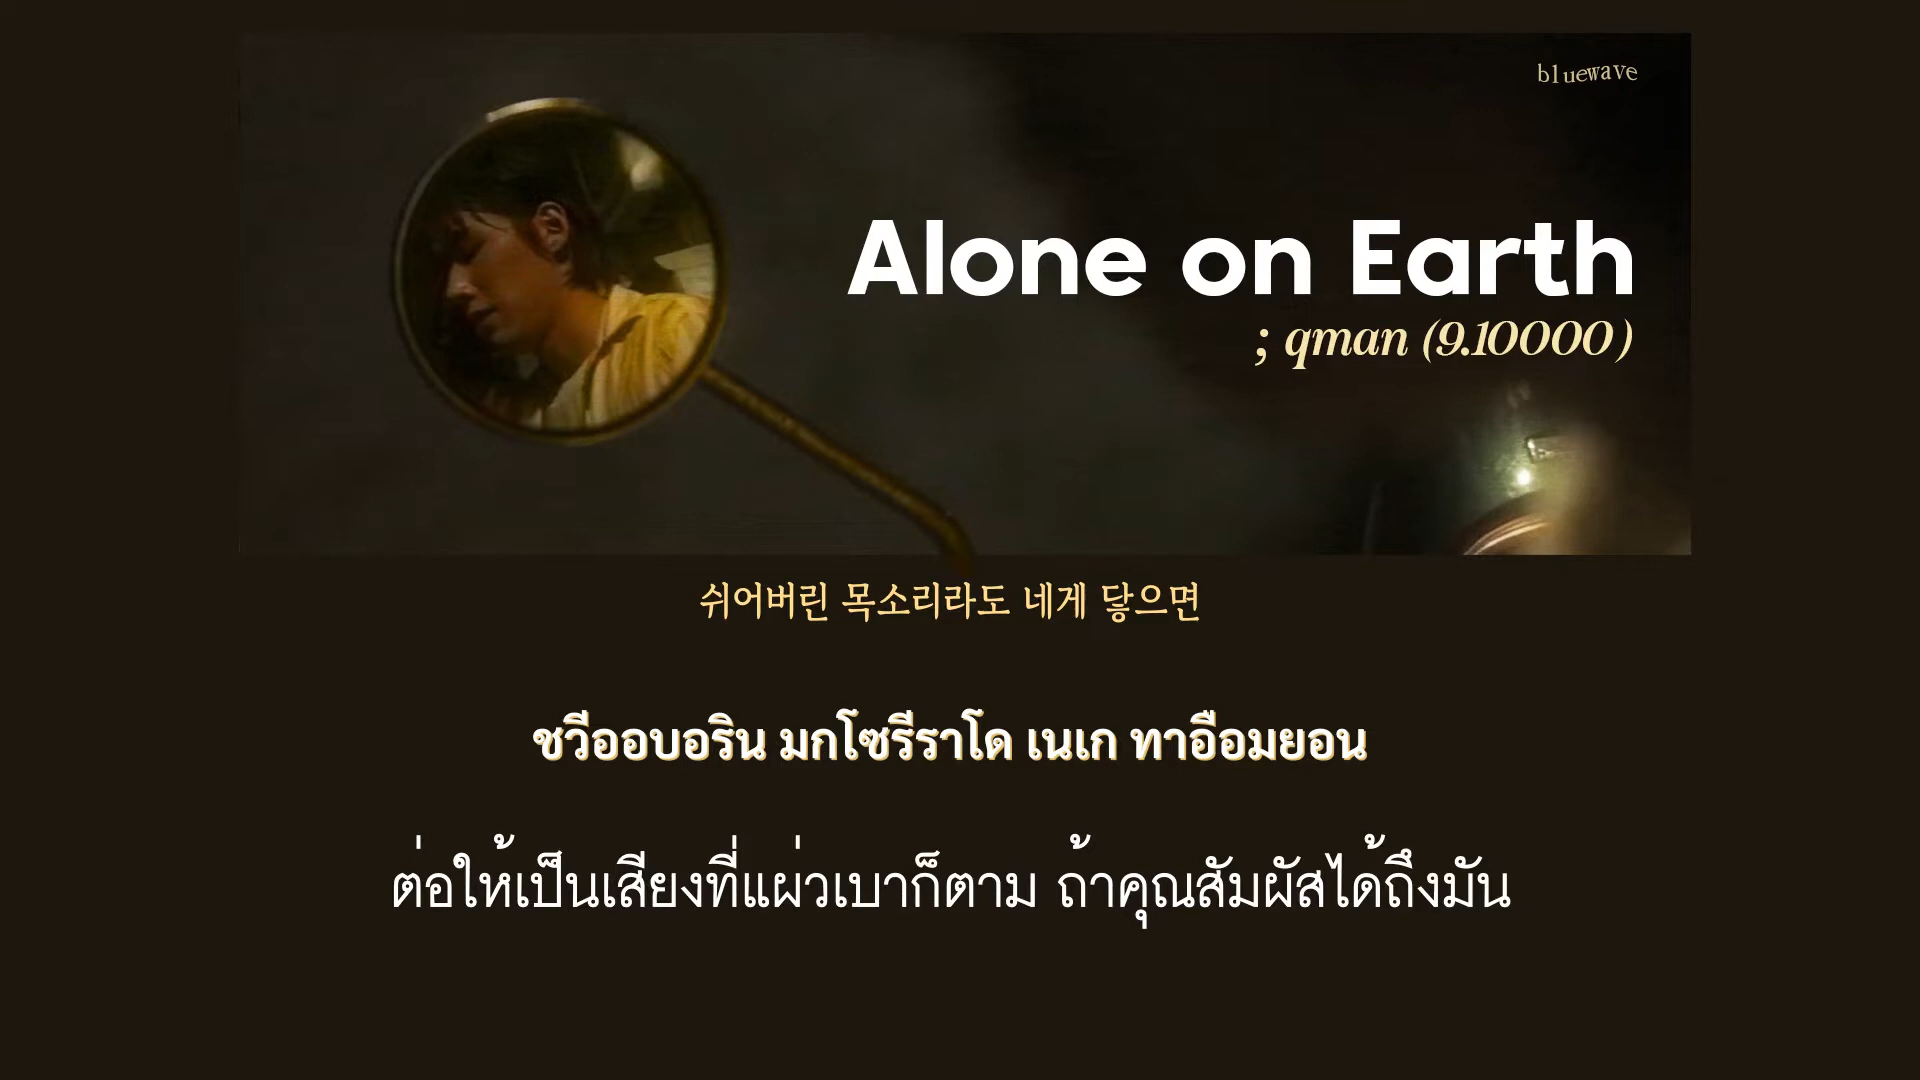 bluewave
Alone on Earth
; qman (9.10000)
쉬어버린 목소리라도 네게 닿으면
ชวีออบอริน มกโซรีราโด เนเก ทาอือมยอน
ต่อให้เป็นเสียงที่แผ่วเบาก็ตาม ถ้าคุณสัมผัสได้ถึงมัน